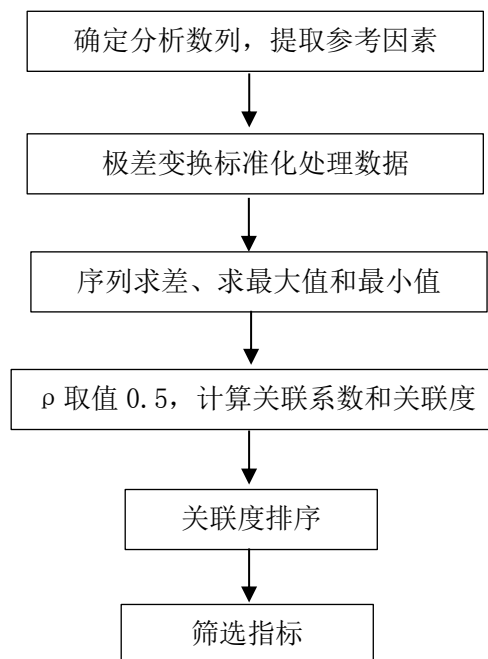 确定分析数列，提取参考因素
极差变换标准化处理数据
序列求差、求最大值和最小值
ρ取值 0.5，计算关联系数和关联度
关联度排序
筛选指标